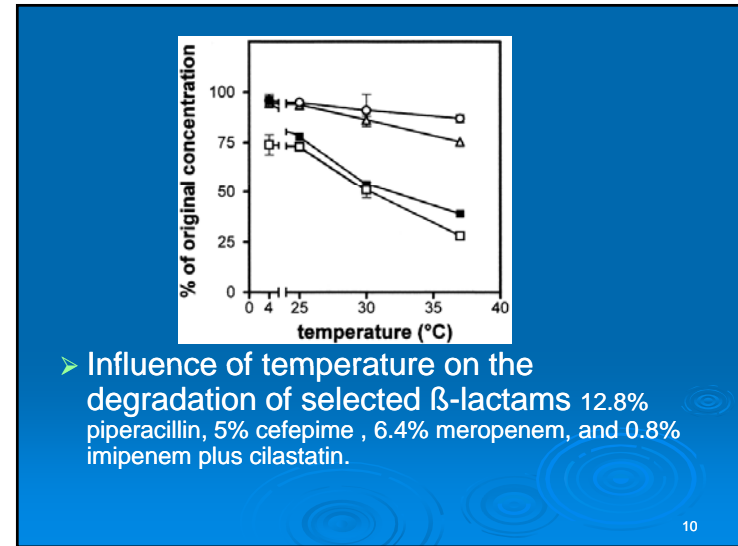 % of original concentration
100
75
50
25
0
0 4 25 30 35 40
temperature (°C)
➢ Influence of temperature on the
degradation of selected ß-lactams 12.8%
piperacillin, 5% cefepime , 6.4% meropenem, and 0.8%
imipenem plus cilastatin.
10